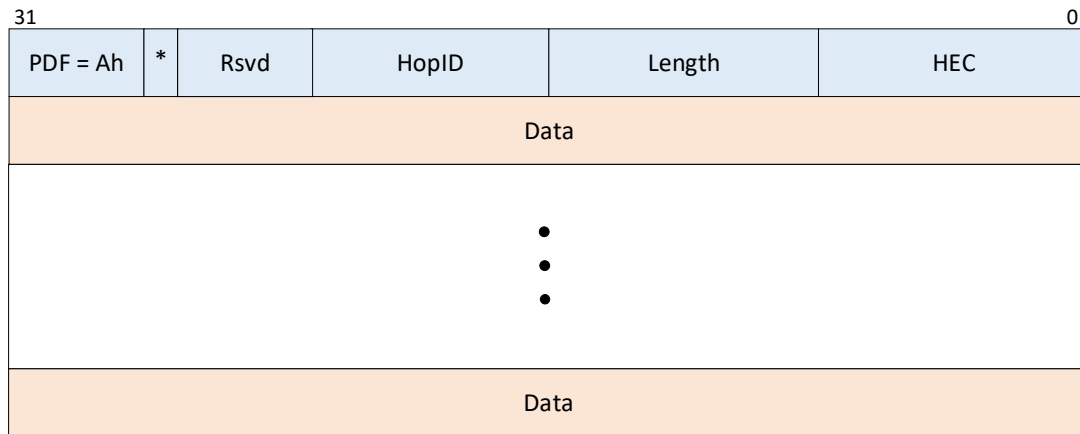 31 0
PDF = Ah * Rsvd HopID Length HEC
Data
Data